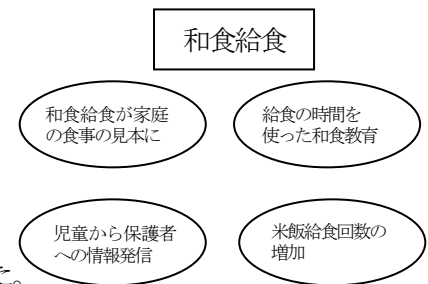 和食給食
和食給食が家庭
の食事の見本に
給食の時間を
使った和食教育
児童から保護者
への情報発信
米飯給食回数の
増加